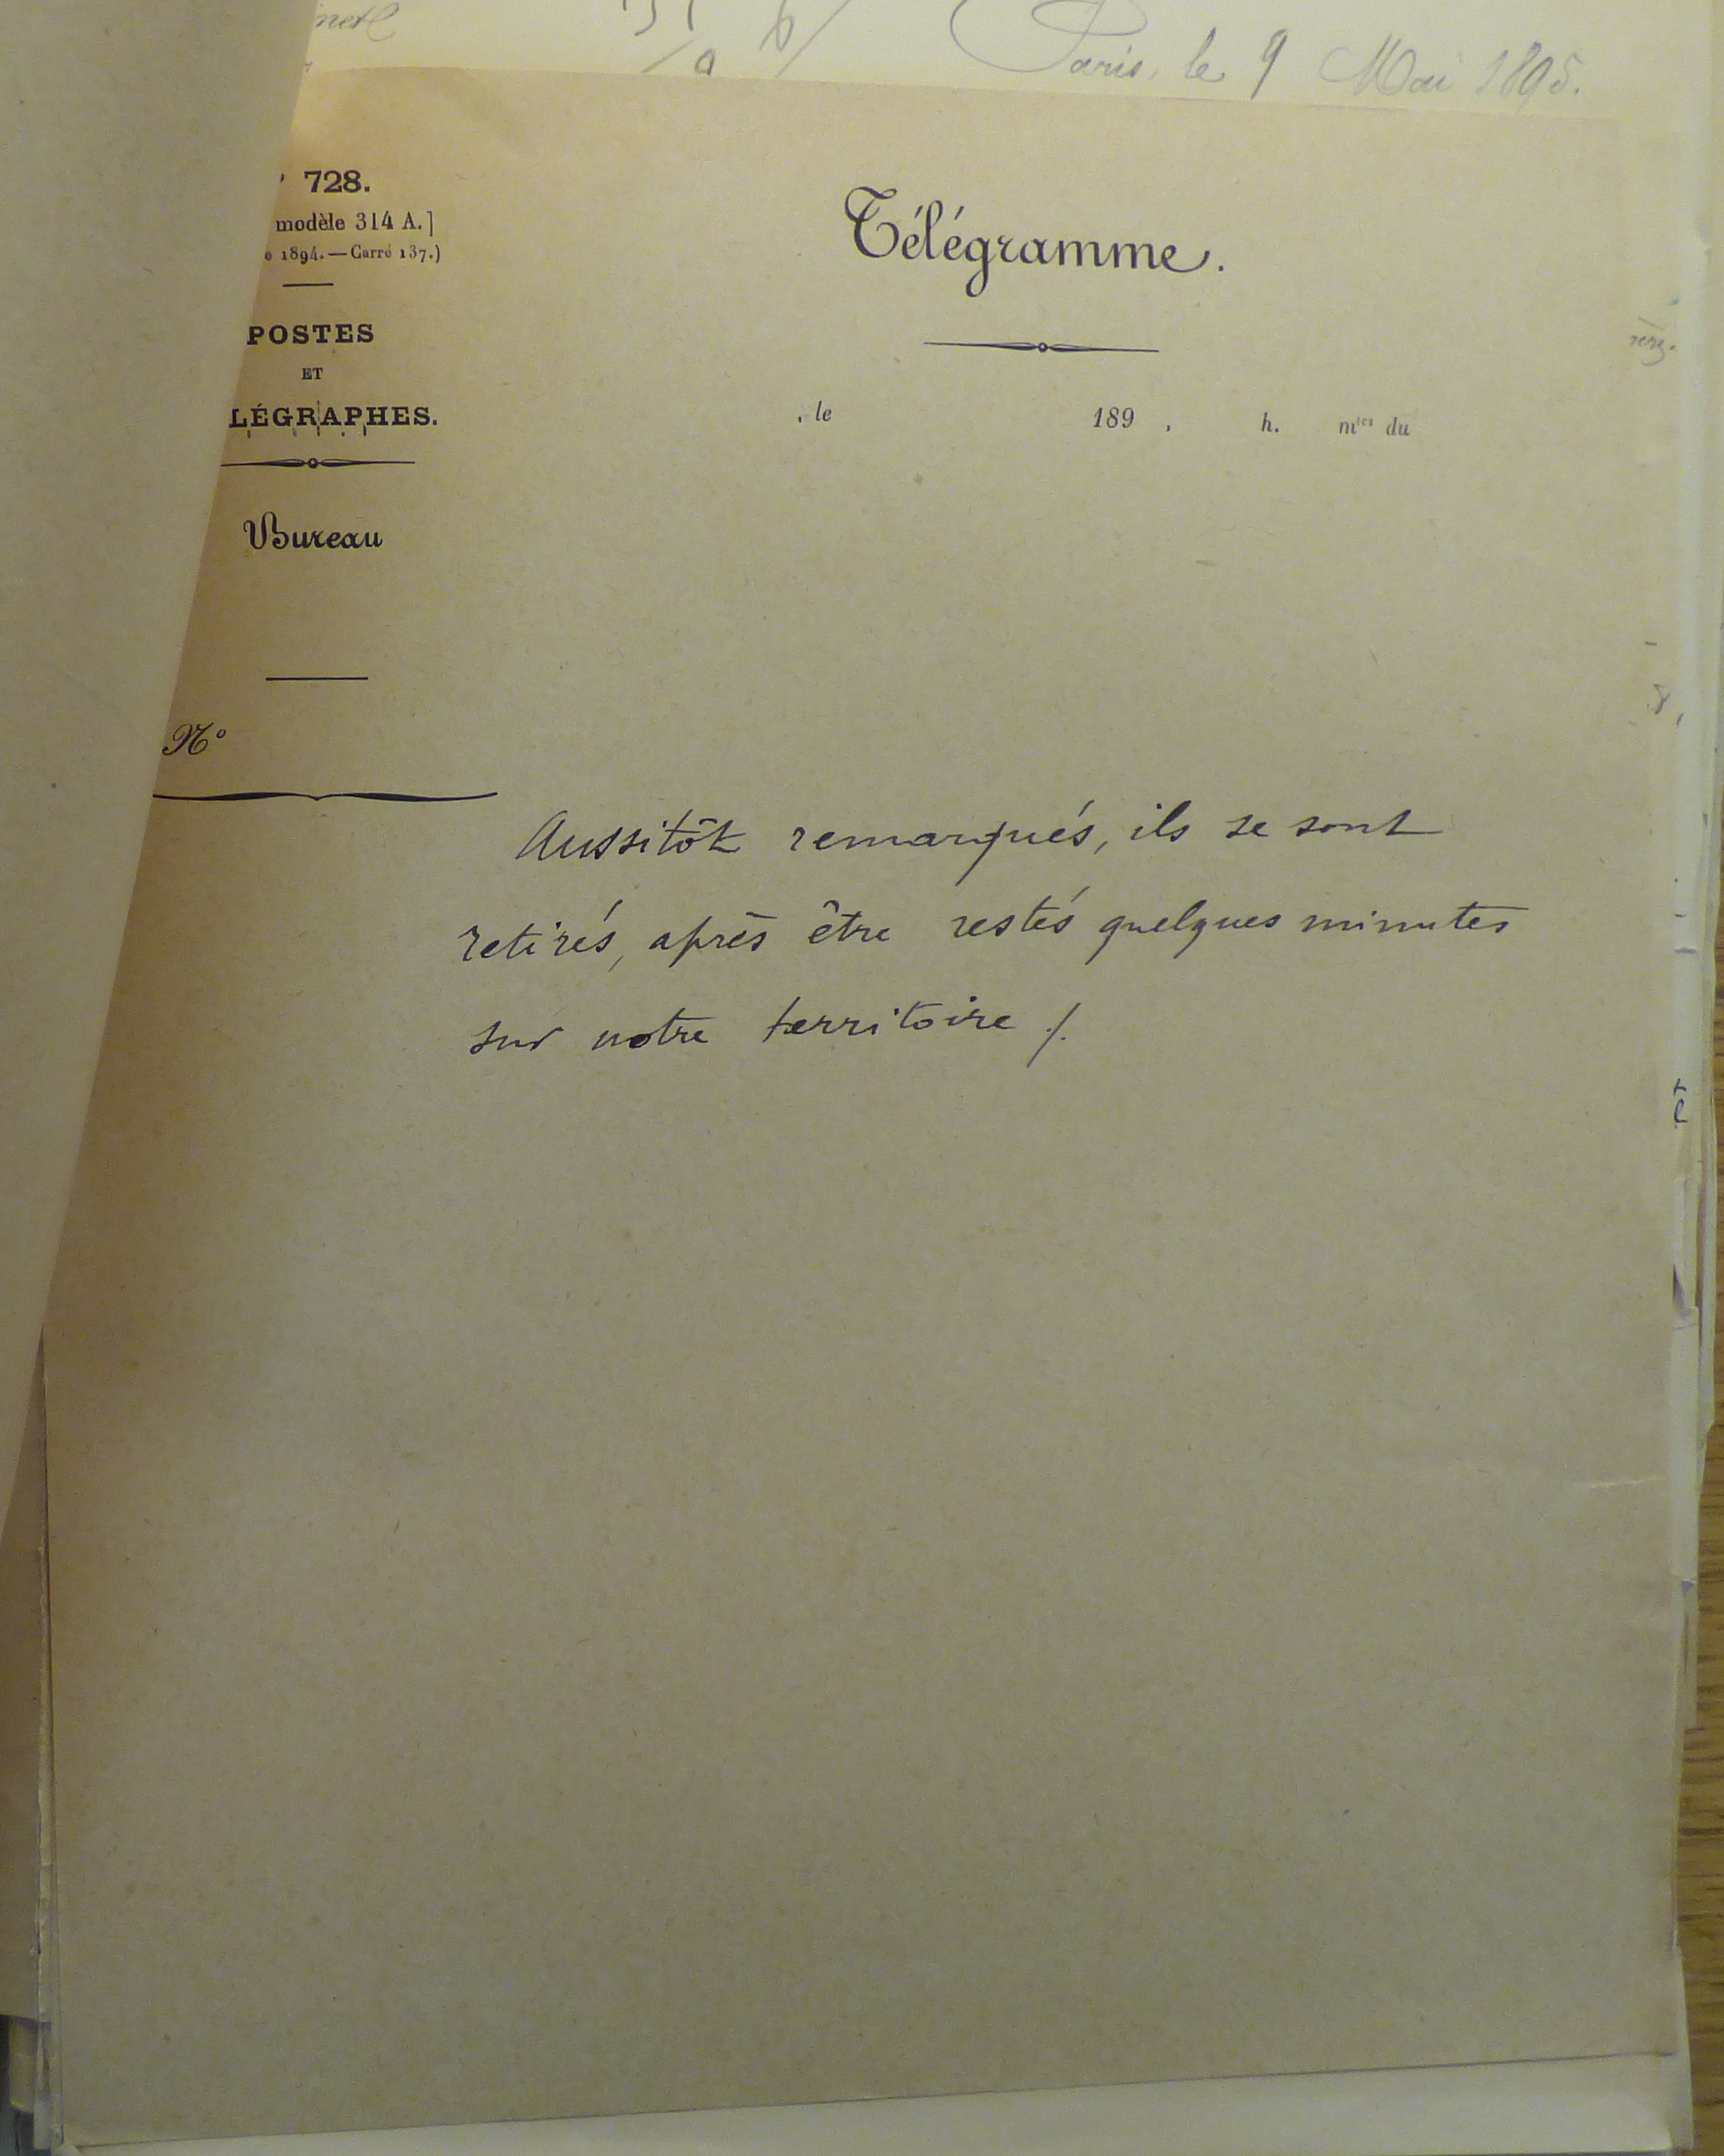 Paris, le 9 Mai 1895.
728.
modèle 314 A.]
1894. — Carré 137.)
Télégramme.
POSTES
ET
LÉGRAPHES.
, le 189 , h. mtes du
Bureau
N°
Aussitôt remarqués, ils se sont
retirés, après être restés quelques minutes
sur notre territoire ./.